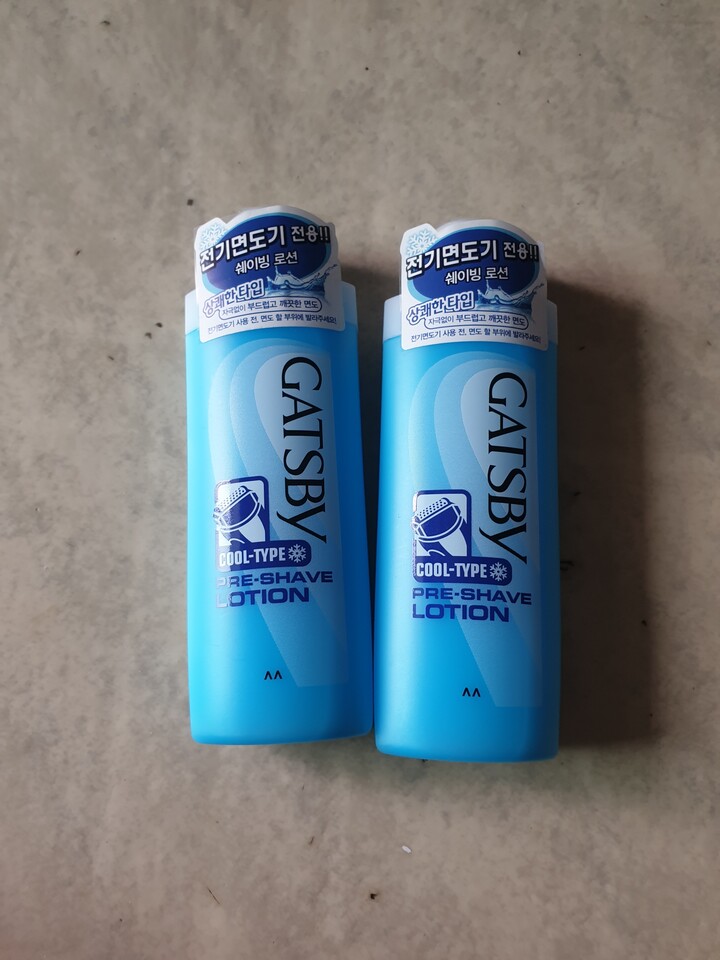 전기면도기 전용!!
쉐이빙 로션
상쾌한타입
자극없이 부드럽고 깨끗한 면도
전기면도기 사용 전, 면도 할 부위에 발라주세요!
GATSBY
COOL-TYPE
PRE-SHAVE
LOTION
^^
전기면도기 전용!!
쉐이빙 로션
상쾌한타입
자극없이 부드럽고 깨끗한 면도
전기면도기 사용 전, 면도 할 부위에 발라주세요!
GATSBY
COOL-TYPE
PRE-SHAVE
LOTION
^^